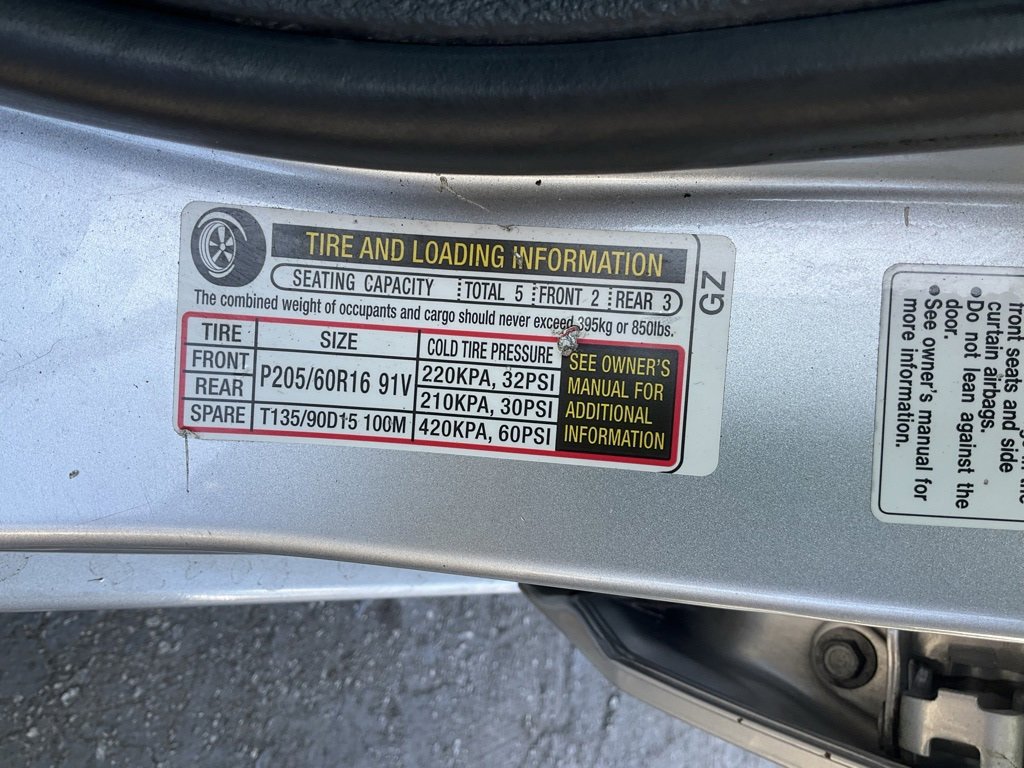 TIRE AND LOADING INFORMATION
SEATING CAPACITY TOTAL 5 FRONT 2 REAR 3
The combined weight of occupants and cargo should never exceed 395kg or 850lbs.
TIRE SIZE COLD TIRE PRESSURE
FRONT P205/60R16 91V 220KPA, 32PSI
REAR 210KPA, 30PSI
SPARE T135/90D15 100M 420KPA, 60PSI
SEE OWNER'S
MANUAL FOR
ADDITIONAL
INFORMATION
ZG
front seats and side
curtain airbags.
• Do not lean against the
door.
• See owner's manual for
more information.